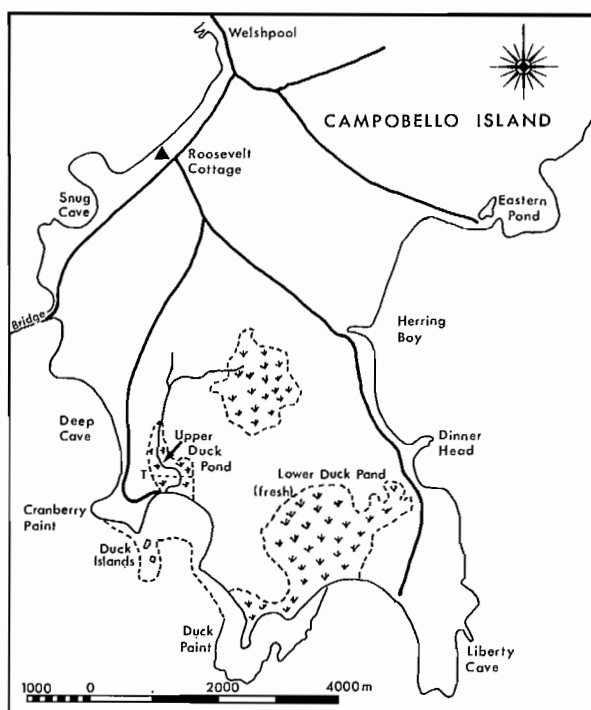 Welshpool
CAMPOBELLO ISLAND
Roosevelt
Cottage
Snug
Cave
Eastern
Pond
Bridge
Herring
Boy
Deep
Cave
Upper
Duck
Pond
T
Dinner
Head
Lower Duck Pand
(fresh)
Cranberry
Paint
Duck
Islands
Duck
Paint
Liberty
Cave
1000 0 2000 4000 m